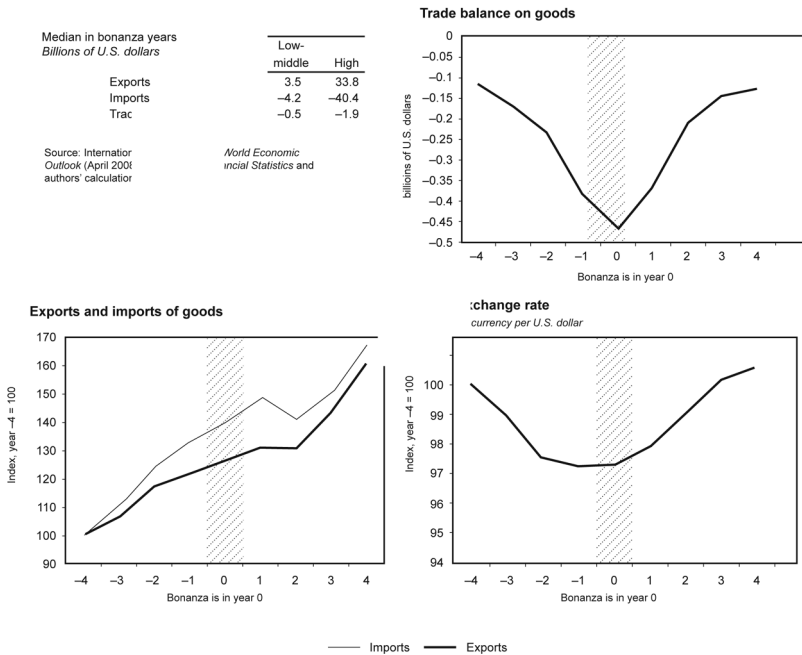 Trade balance on goods
Median in bonanza years
Billions of U.S. dollars
Low-
middle High
Exports 3.5 33.8
Imports –4.2 –40.4
–0.5 –1.9
Source: World Economic
Outlook (April Statistics and
authors'
billioins of U.S. dollars
0
–0.05
–0.1
–0.15
–0.2
–0.25
–0.3
–0.35
–0.4
–0.45
–0.5
–4 –3 –2 –1 0 1 2 3 4
Bonanza is in year 0
Exports and imports of goods
Index, year –4 = 100
170
160
150
140
130
120
110
100
90
–4 –3 –2 –1 0 1 2 3 4
Bonanza is in year 0
rate
currency per U.S. dollar
Index, year –4 = 100
100
99
98
97
96
95
94
–4 –3 –2 –1 0 1 2 3 4
Bonanza is in year 0
Imports Exports